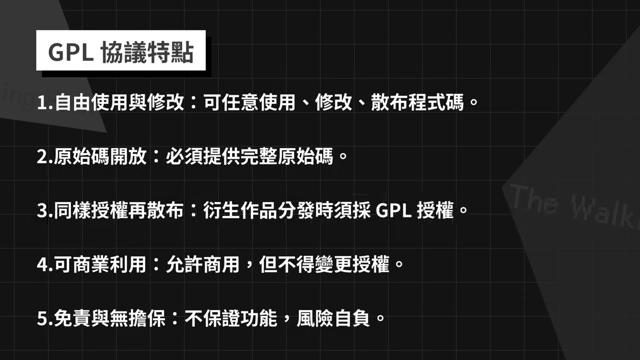 GPL 協議特點
1.自由使用與修改：可任意使用、修改、散布程式碼。
2.原始碼開放：必須提供完整原始碼。
3.同樣授權再散布：衍生作品分發時須採 GPL 授權。
The Walk
4.可商業利用：允許商用，但不得變更授權。
5.免責與無擔保：不保證功能，風險自負。